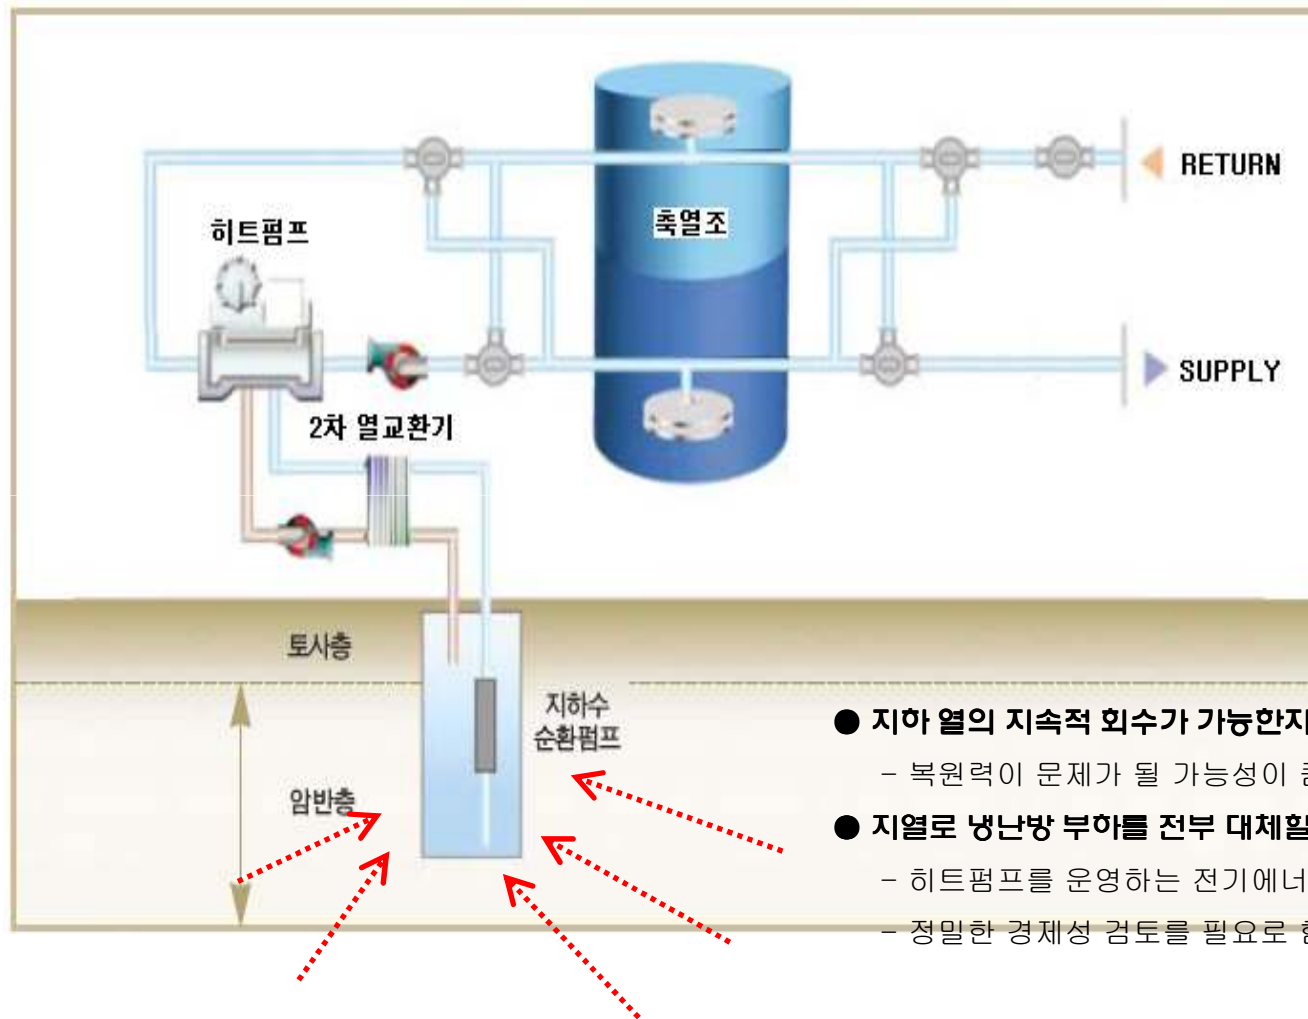 RETURN
히트펌프
축열조
SUPPLY
2차 열교환기
토사층
지하수
순환펌프
암반층
● 지하 열의 지속적 회수가 가능한지
– 복원력이 문제가 될 가능성이
● 지열로 냉난방 부하를 전부 대체할
– 히트펌프를 운영하는 전기에너
– 정밀한 경제성 검토를 필요로